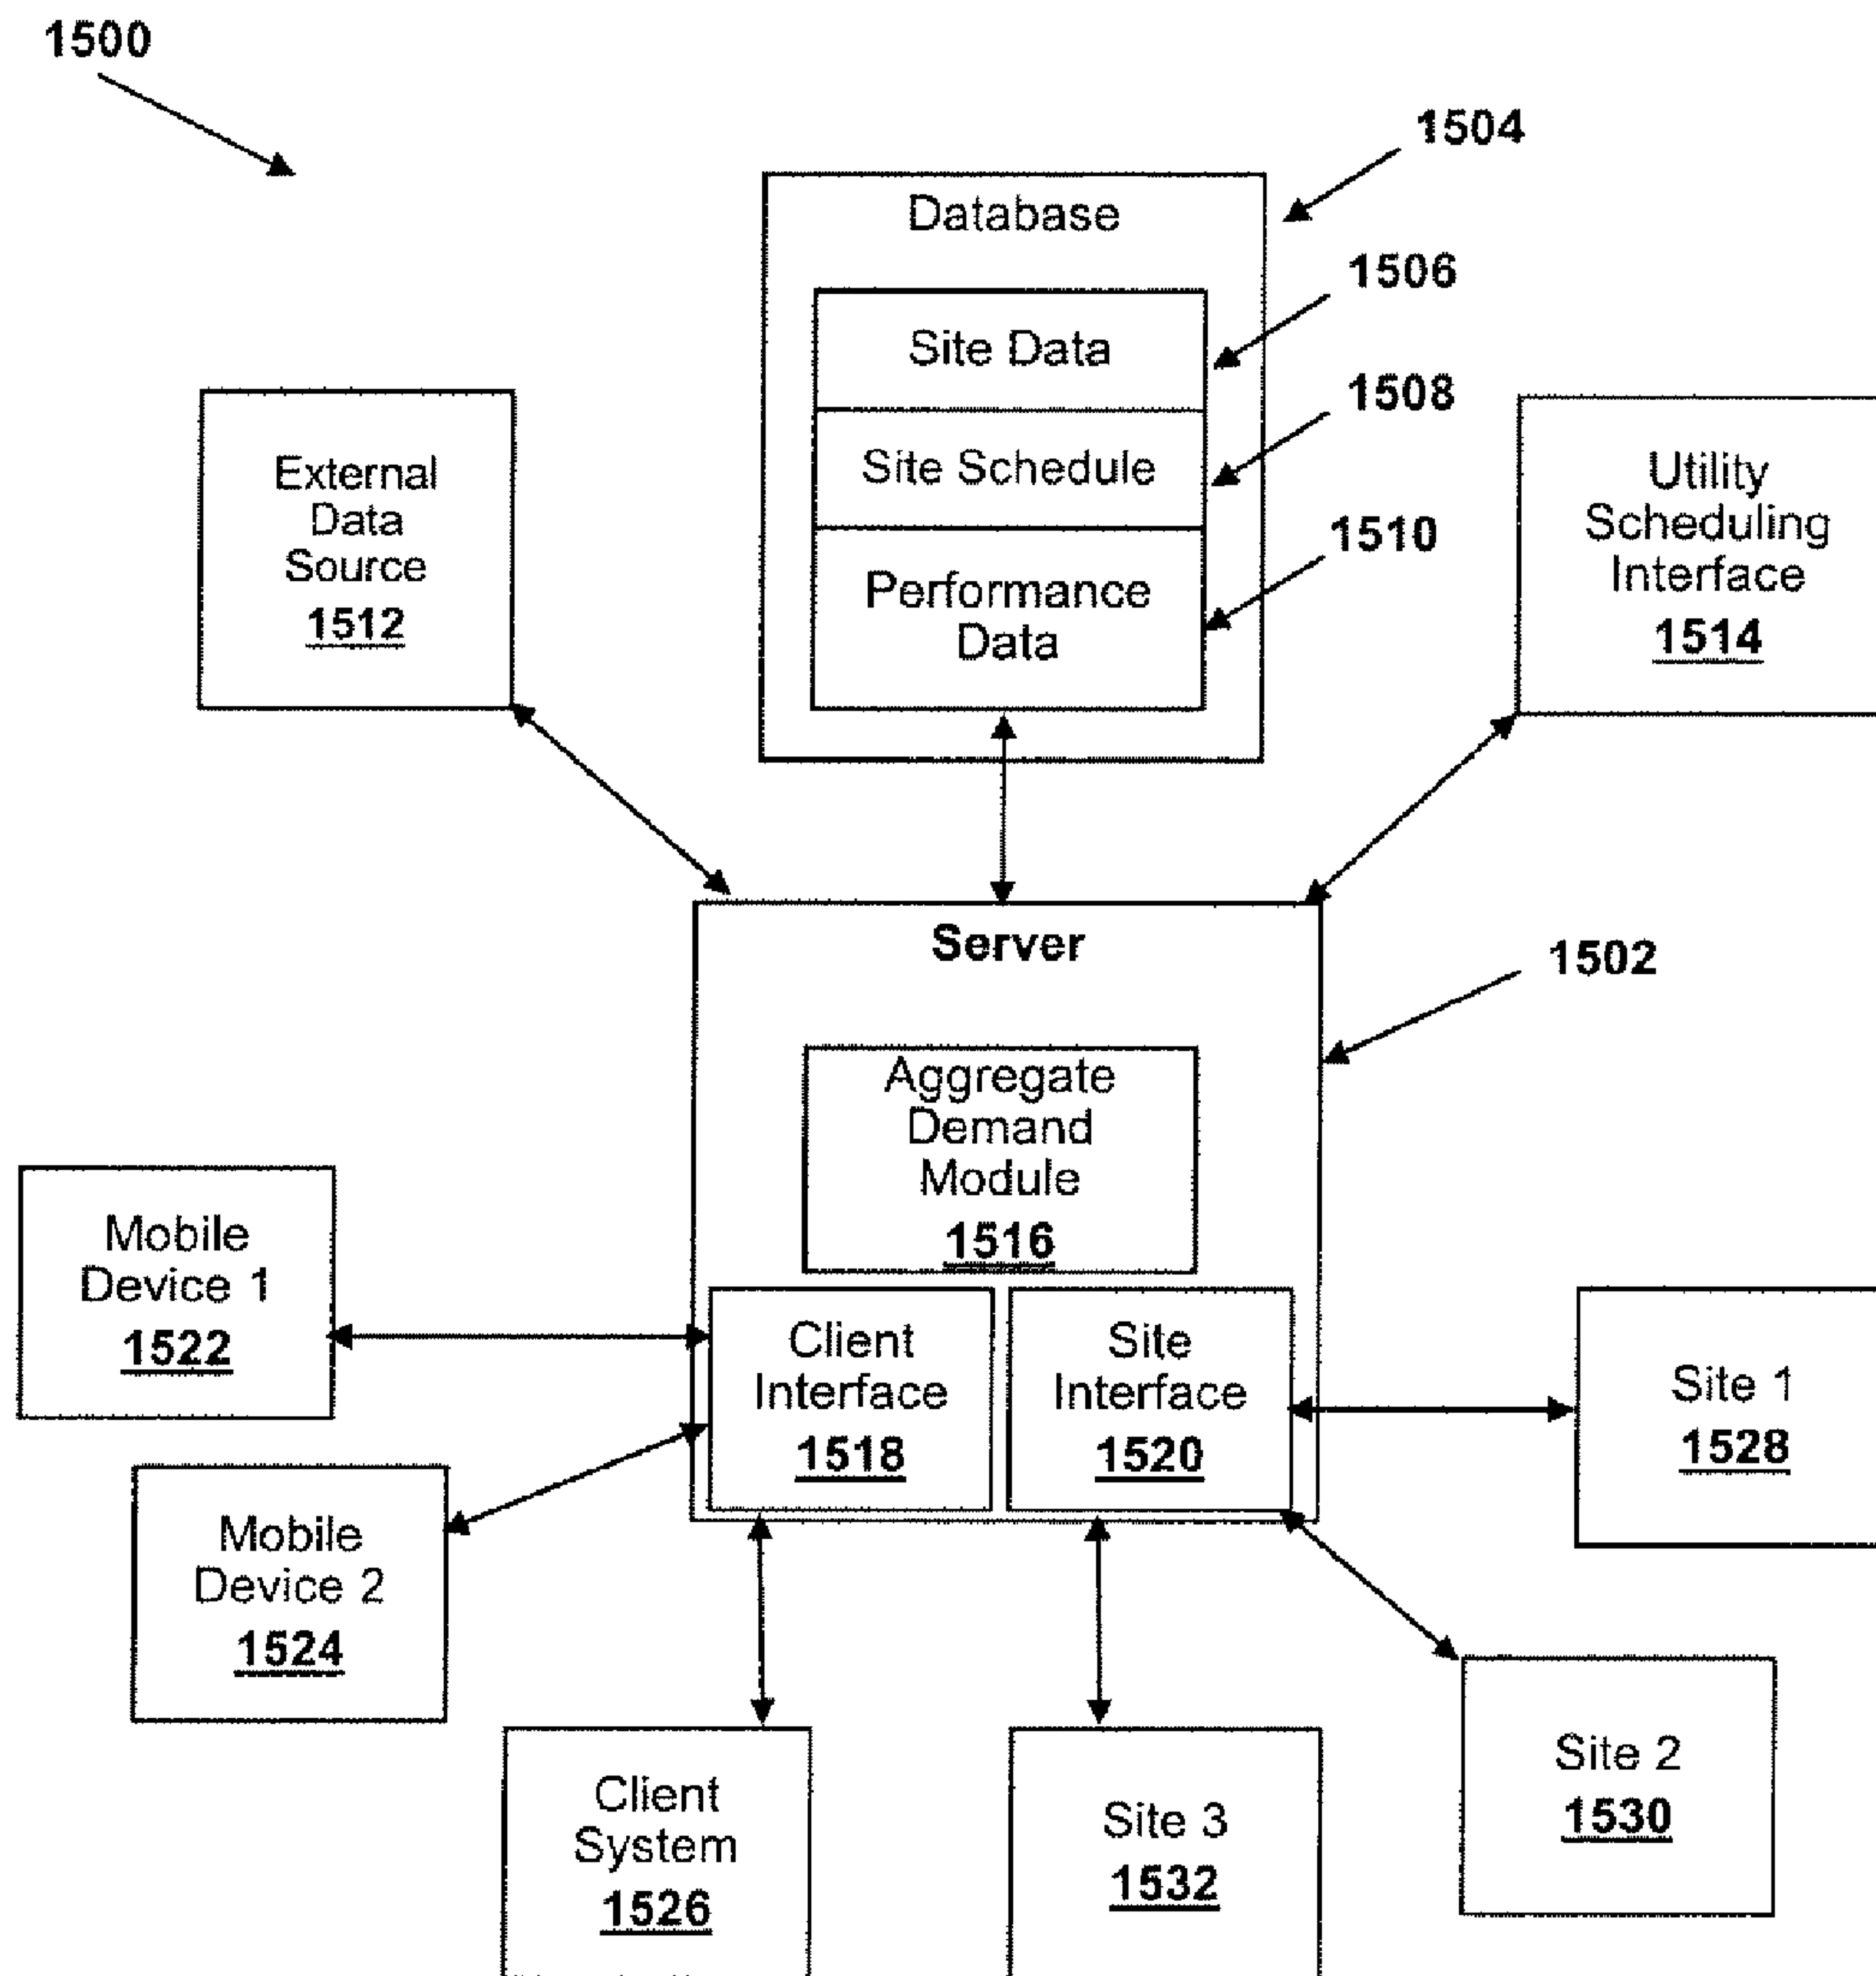 1500
1504
Database
1506
Site Data
1508
Site Schedule
1510
Performance
Data
External
Data
Source
1512
Utility
Scheduling
Interface
1514
Server
1502
Aggregate
Demand
Module
1516
Mobile
Device 1
1522
Client
Interface
1518
Site
Interface
1520
Site 1
1528
Mobile
Device 2
1524
Client
System
1526
Site 3
1532
Site 2
1530